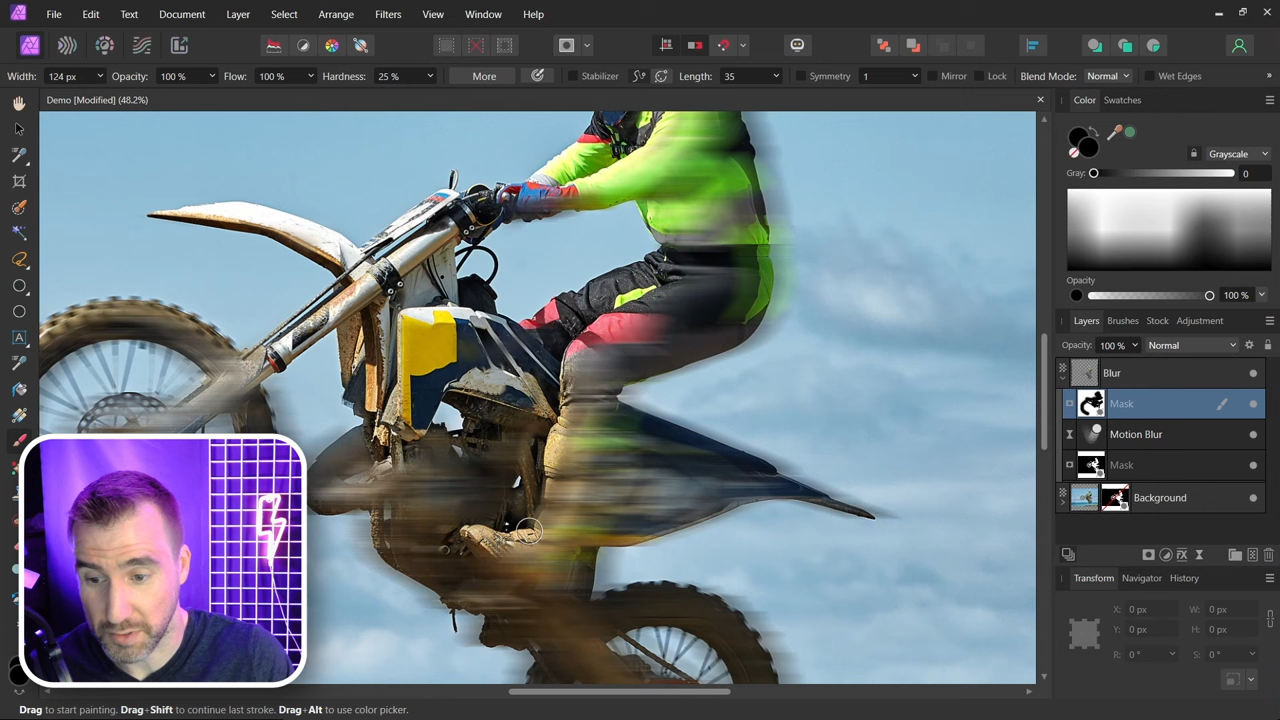 File Edit Text Document Layer Select Arrange Filters View Window Help
Width: 124 px Opacity: 100 % Flow: 100 % Hardness: 25 % More Stabilizer Length: 35 Symmetry 1 Mirror Lock Blend Mode: Normal Wet Edges »
Demo [Modified] (48.2%)
Color Swatches
Grayscale
Gray: 0
Opacity
100 %
Layers Brushes Stock Adjustment
Opacity: 100 % Normal
Blur
Mask
Motion Blur
Mask
Background
Transform Navigator History
X: 0 px W: 0 px
Y: 0 px H: 0 px
R: 0 ° S: 0 °
Drag to start painting. Drag+Shift to continue last stroke. Drag+Alt to use color picker.